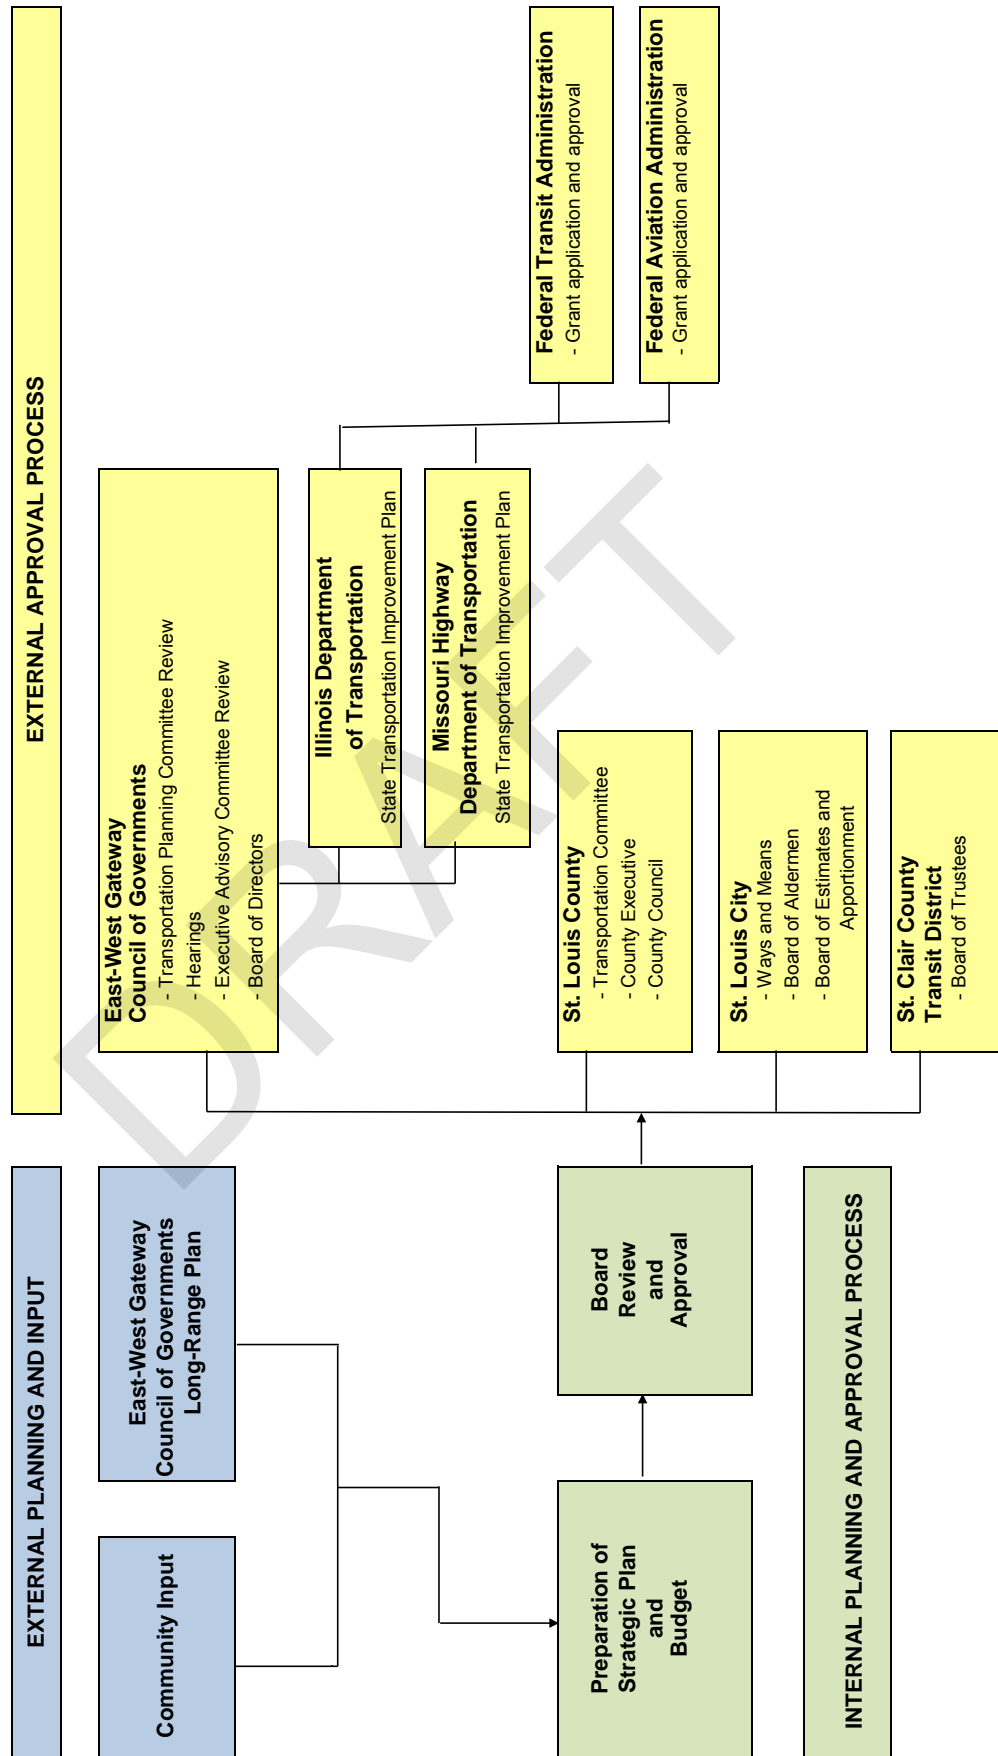 EXTERNAL PLANNING AND INPUT
EXTERNAL APPROVAL PROCESS
Community Input
East-West Gateway
Council of Governments
Long-Range Plan
Preparation of
Strategic Plan
and
Budget
Board
Review
and
Approval
INTERNAL PLANNING AND APPROVAL PROCESS
East-West Gateway
Council of Governments
- Transportation Planning Committee Review
- Hearings
- Executive Advisory Committee Review
- Board of Directors
Illinois Department
of Transportation
State Transportation Improvement Plan
Missouri Highway
Department of Transportation
State Transportation Improvement Plan
St. Louis County
- Transportation Committee
- County Executive
- County Council
St. Louis City
- Ways and Means
- Board of Aldermen
- Board of Estimates and
Apportionment
St. Clair County
Transit District
- Board of Trustees
Federal Transit Administration
- Grant application and approval
Federal Aviation Administration
- Grant application and approval
DRAFT